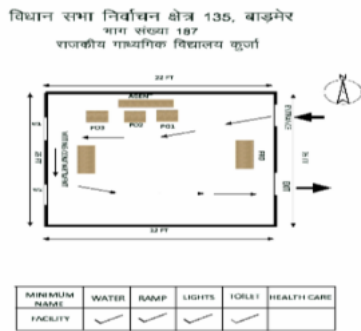 विधान सभा निर्वाचन क्षेत्र 135, बाड़मेर
भाग संख्या 187
राजकीय माध्यमिक विद्यालय कुर्जा
22 FT
AGENT
PO3 PO2 PO1
ENTRANCE
EXIT
22 FT
MINIMUM NAME WATER RAMP LIGHTS TOILET HEALTH CARE
FACILITY